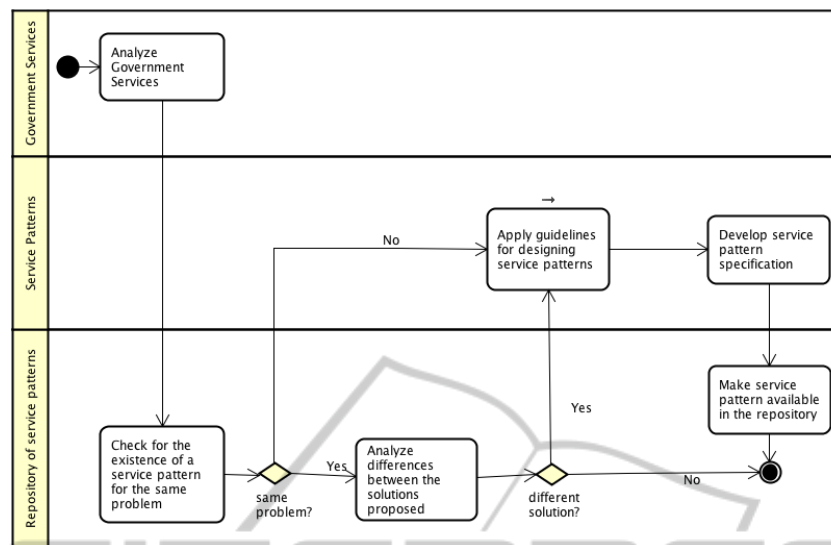 Government Services
Analyze
Government
Services
Service Patterns
→
Apply guidelines
for designing
service patterns
Develop service
pattern
specification
No
Repository of service patterns
Make service
pattern available
in the repository
Yes
Check for the
existence of a
service pattern
for the same
problem
same
problem?
Yes
Analyze
differences
between the
solutions
proposed
different
solution?
No